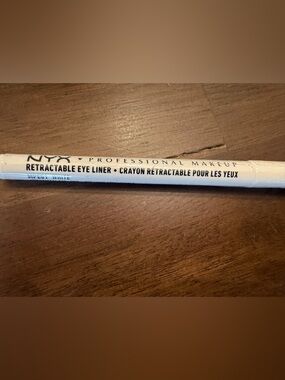 NYX • PROFESSIONAL MAKEUP
RETRACTABLE EYE LINER • CRAYON RETRACTABLE POUR LES YEUX